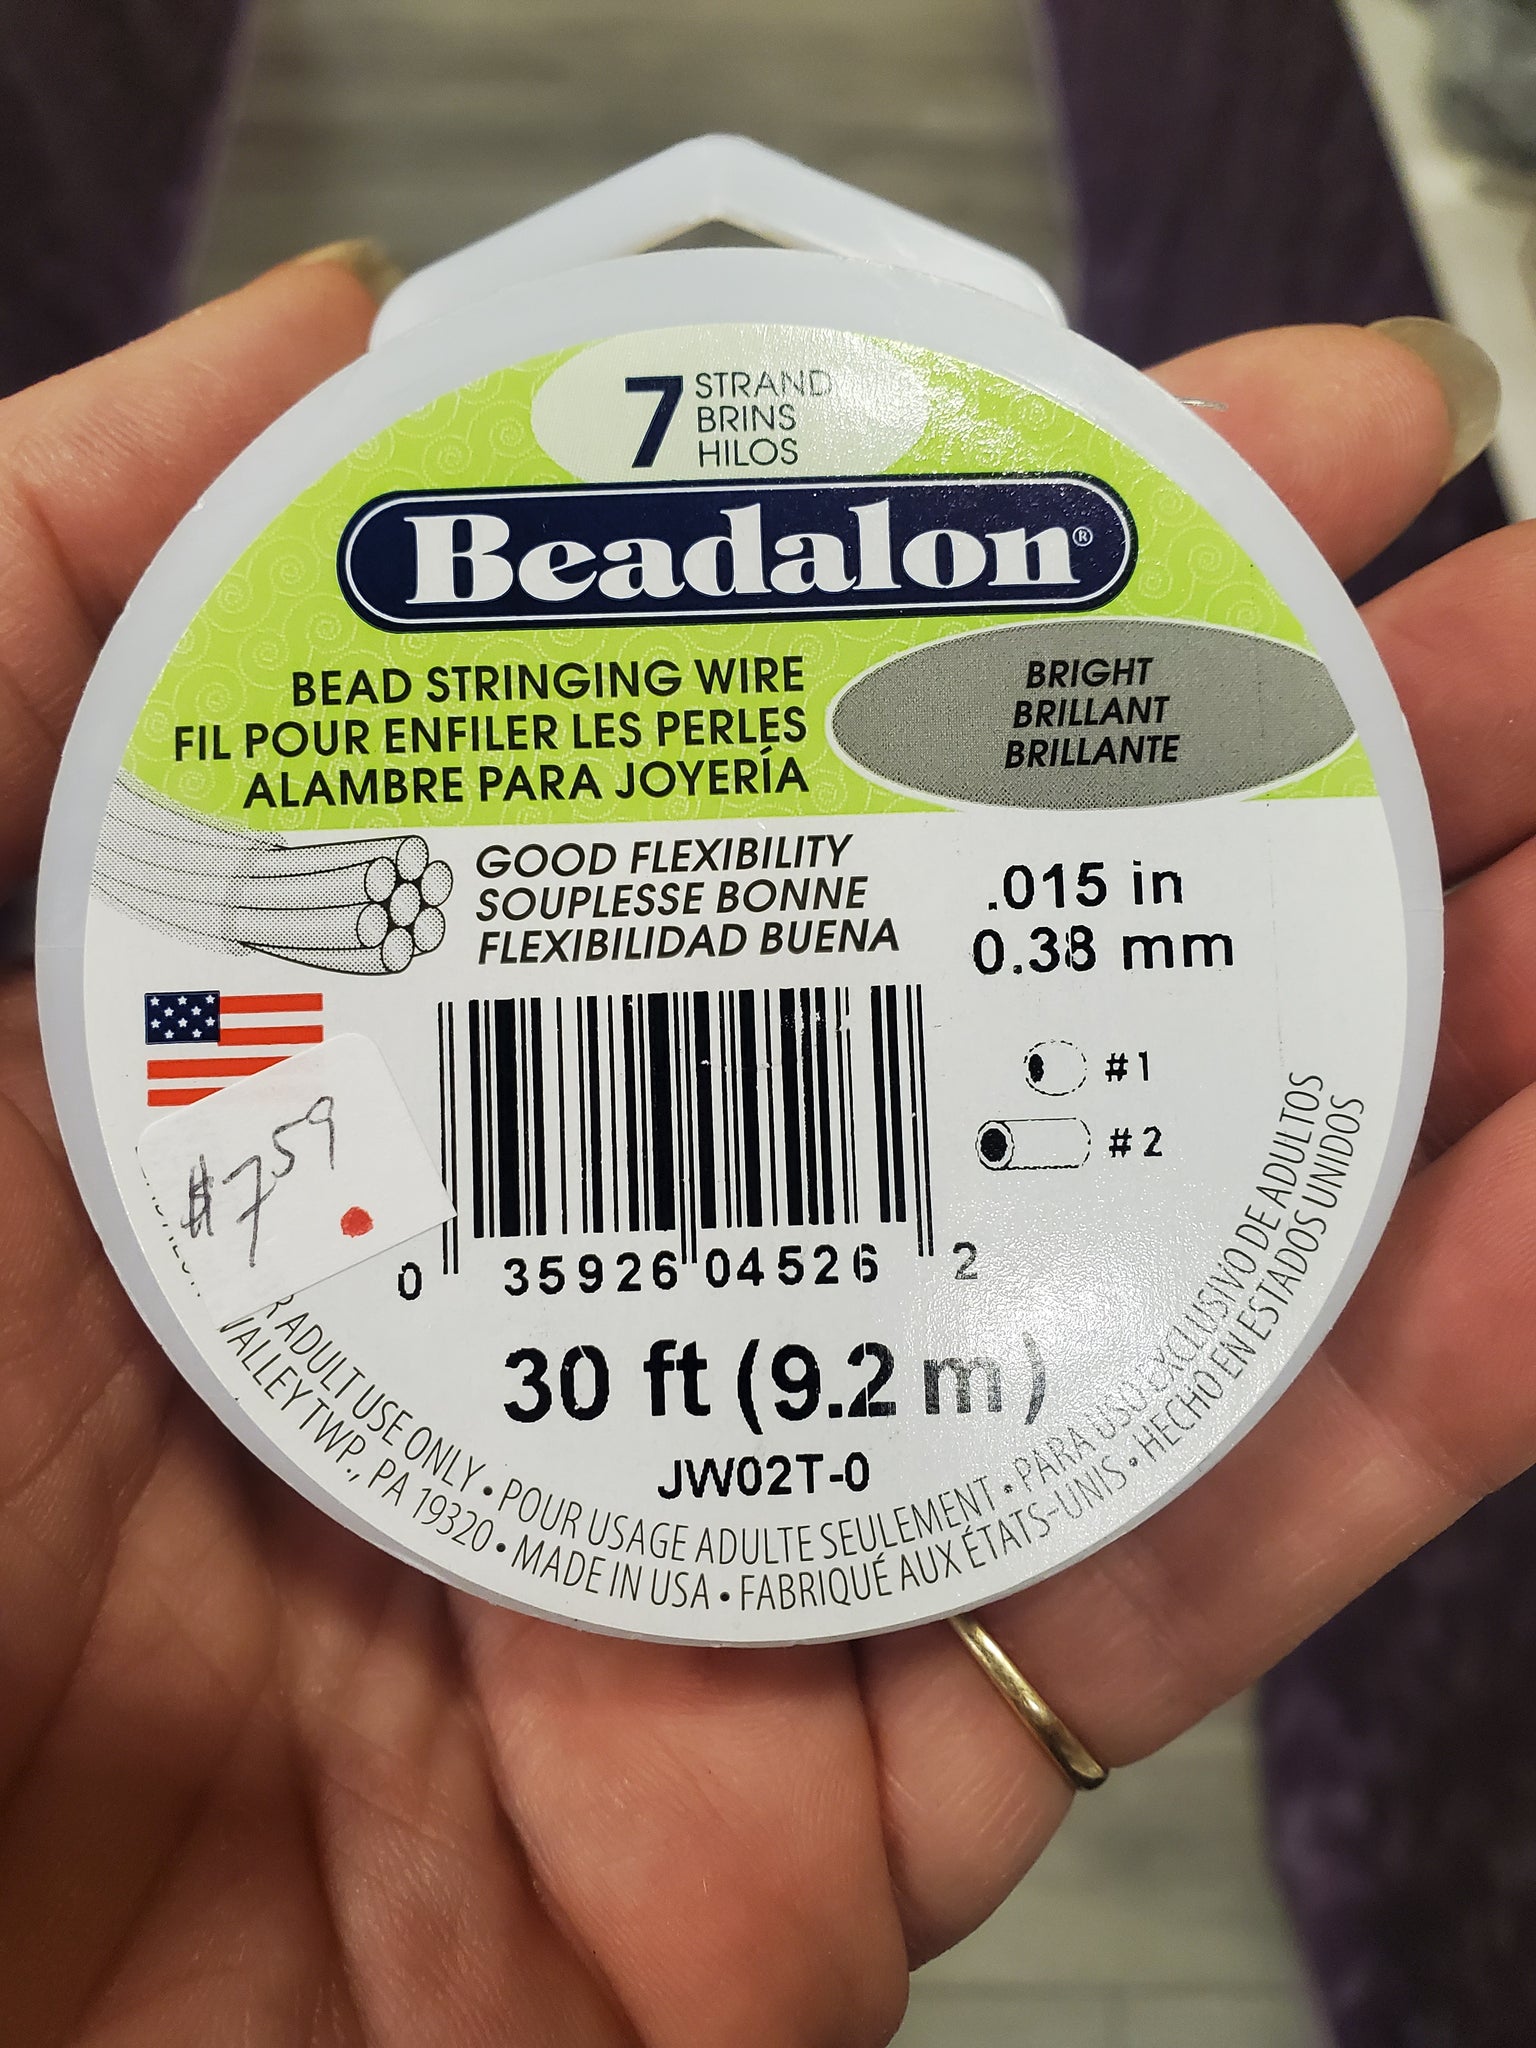 7
STRAND
BRINS
HILOS
Beadalon®
BEAD STRINGING WIRE
FIL POUR ENFILER LES PERLES
ALAMBRE PARA JOYERÍA
BRIGHT
BRILLANT
BRILLANTE
GOOD FLEXIBILITY
SOUPLESSE BONNE
FLEXIBILIDAD BUENA
.015 in
0.38 mm
#1
#2
$7.59
0 35926 04526 2
30 ft (9.2 m)
JW02T-0
ADULT USE ONLY • POUR USAGE ADULTE SEULEMENT • PARA USO EXCLUSIVO DE ADULTOS
VALLEY TWP., PA 19320 • MADE IN USA • FABRIQUÉ AUX ÉTATS-UNIS • HECHO EN ESTADOS UNIDOS